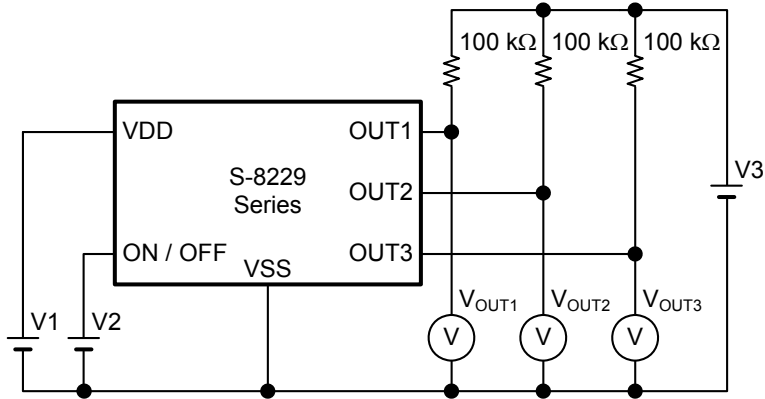 100 kΩ 100 kΩ 100 kΩ
VDD OUT1
S-8229
Series
OUT2
V3
ON / OFF VSS OUT3
V1 V2 VOUT1 VOUT2 VOUT3
V V V